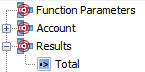 Function Parameters
Account
Results
Total